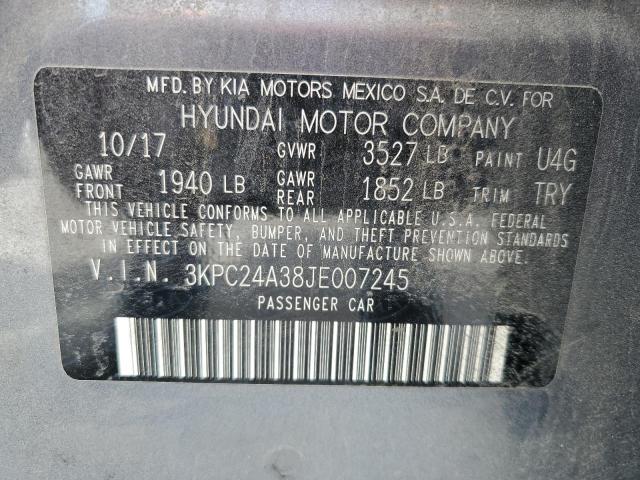 MFD. BY KIA MOTORS MEXICO S.A. DE C.V. FOR
HYUNDAI MOTOR COMPANY
10/17 GVWR 3527 LB PAINT U4G
GAWR FRONT 1940 LB GAWR REAR 1852 LB TRIM TRY
THIS VEHICLE CONFORMS TO ALL APPLICABLE U.S.A. FEDERAL
MOTOR VEHICLE SAFETY, BUMPER, AND THEFT PREVENTION STANDARDS
IN EFFECT ON THE DATE OF MANUFACTURE SHOWN ABOVE.
V.I.N. 3KPC24A38JE007245
PASSENGER CAR